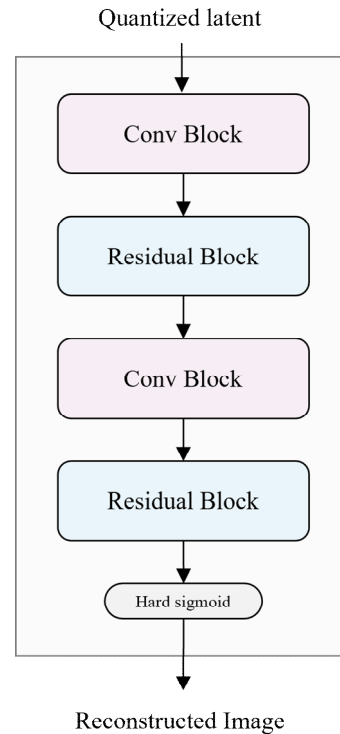 Quantized latent
Conv Block
Residual Block
Conv Block
Residual Block
Hard sigmoid
Reconstructed Image